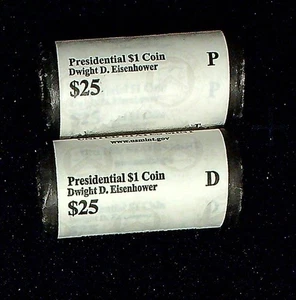 Presidential $1 Coin
Dwight D. Eisenhower
$25
P
www.usmint.gov
Presidential $1 Coin
Dwight D. Eisenhower
$25
D